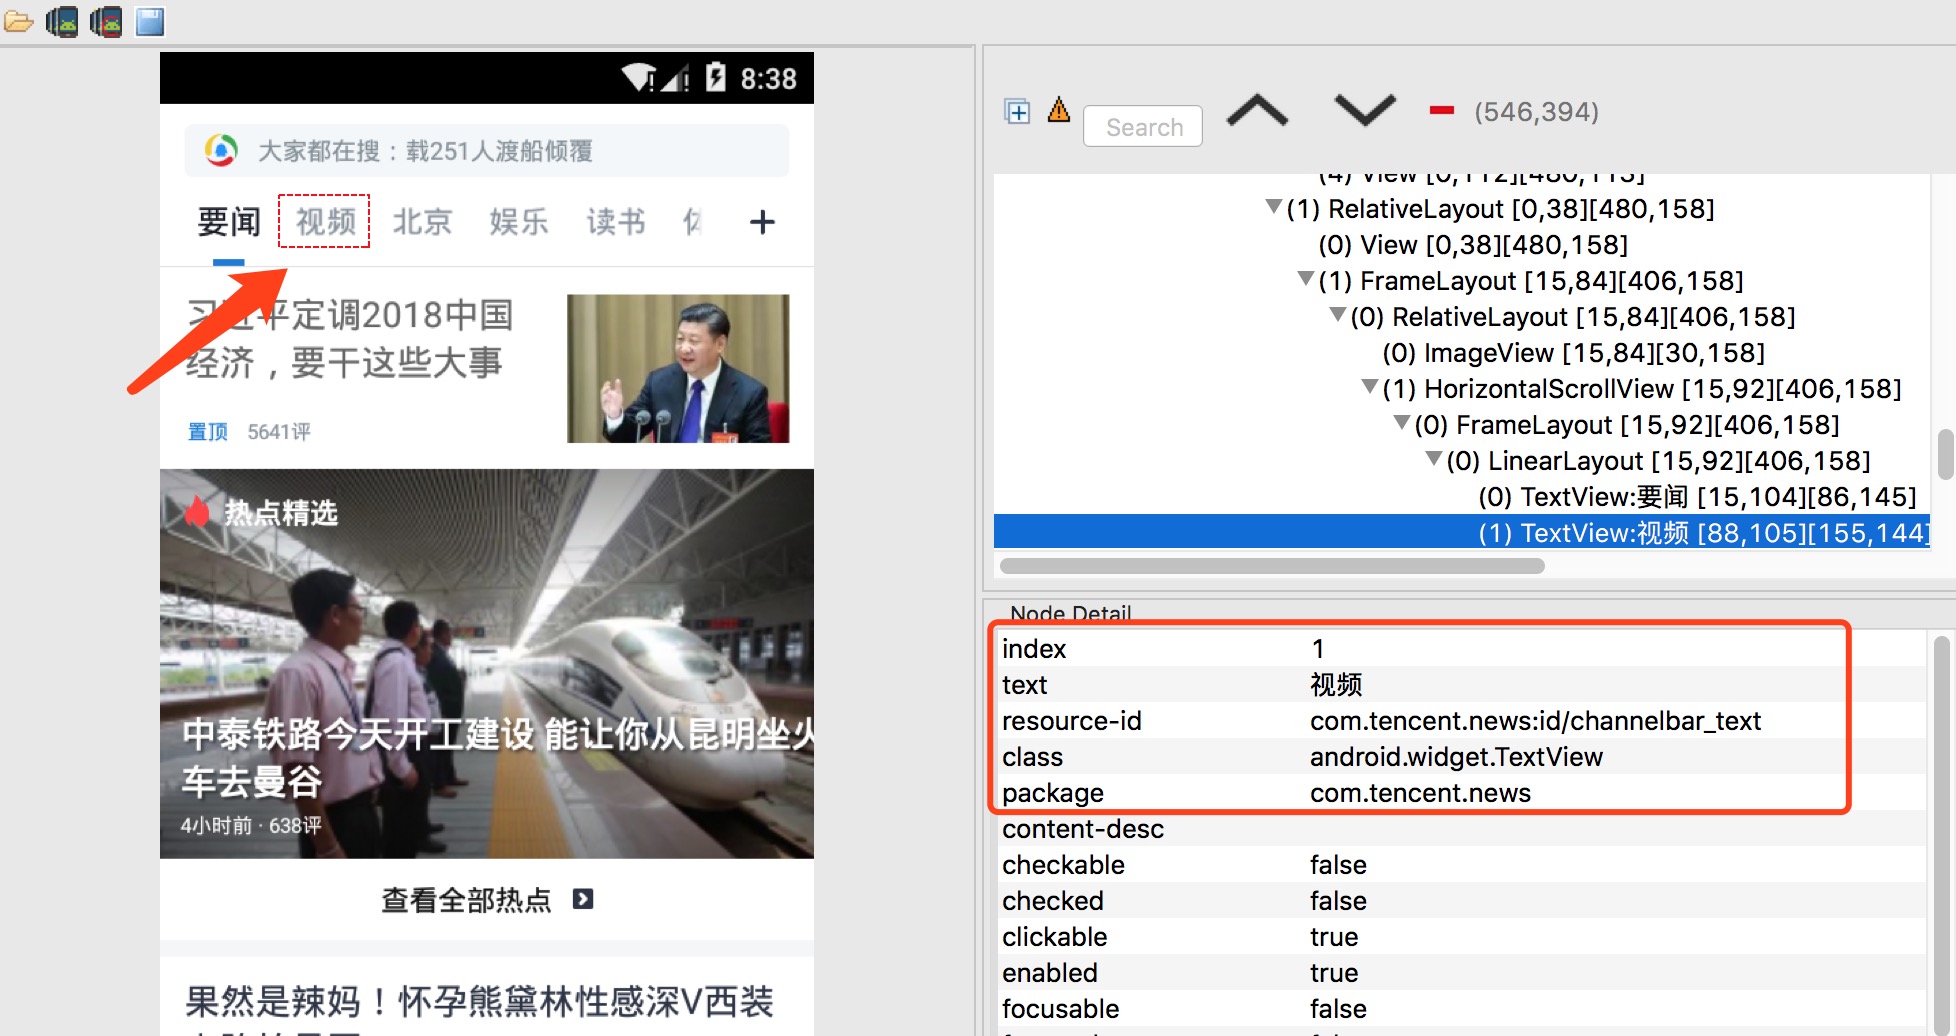 8:38
大家都在搜：载251人渡船倾覆
要闻 视频 北京 娱乐 读书
习近平定调2018中国
经济，要干这些大事
置顶 5641评
热点精选
中泰铁路今天开工建设 能让你从昆明坐火
车去曼谷
4小时前 · 638评
查看全部热点
果然是辣妈！怀孕熊黛林性感深V西装
Search
(546,394)
(4) View [0,112][480,113]
(1) RelativeLayout [0,38][480,158]
(0) View [0,38][480,158]
(1) FrameLayout [15,84][406,158]
(0) RelativeLayout [15,84][406,158]
(0) ImageView [15,84][30,158]
(1) HorizontalScrollView [15,92][406,158]
(0) FrameLayout [15,92][406,158]
(0) LinearLayout [15,92][406,158]
(0) TextView:要闻 [15,104][86,145]
(1) TextView:视频 [88,105][155,144]
Node Detail
index 1
text 视频
resource-id com.tencent.news:id/channelbar_text
class android.widget.TextView
package com.tencent.news
content-desc
checkable false
checked false
clickable true
enabled true
focusable false